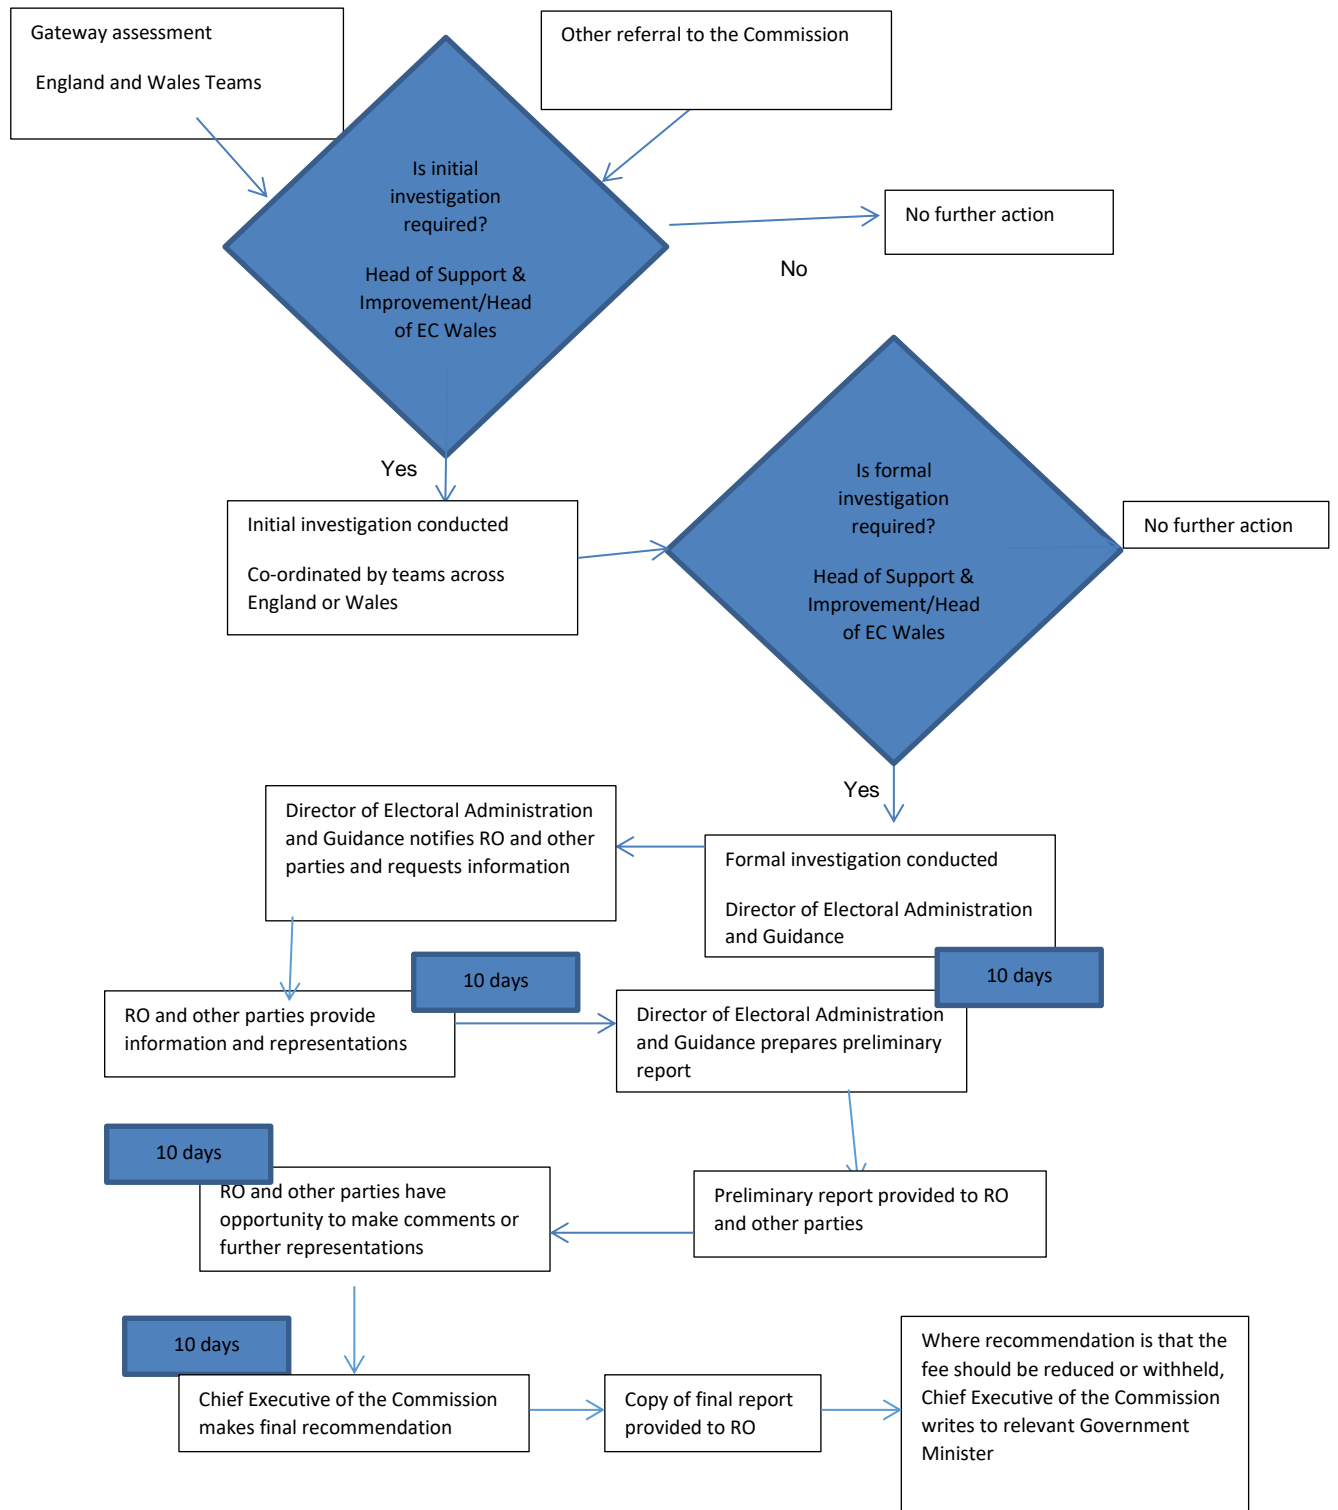 Gateway assessment
England and Wales Teams
Other referral to the Commission
Is initial
investigation
required?
Head of Support &
Improvement/Head
of EC Wales
No further action
No
Yes
Initial investigation conducted
Co-ordinated by teams across
England or Wales
Is formal
investigation
required?
Head of Support &
Improvement/Head
of EC Wales
No further action
Yes
Formal investigation conducted
Director of Electoral Administration
and Guidance
Director of Electoral Administration
and Guidance notifies RO and other
parties and requests information
10 days
RO and other parties provide
information and representations
10 days
Director of Electoral Administration
and Guidance prepares preliminary
report
Preliminary report provided to RO
and other parties
10 days
RO and other parties have
opportunity to make comments or
further representations
10 days
Chief Executive of the Commission
makes final recommendation
Copy of final report
provided to RO
Where recommendation is that the
fee should be reduced or withheld,
Chief Executive of the Commission
writes to relevant Government
Minister